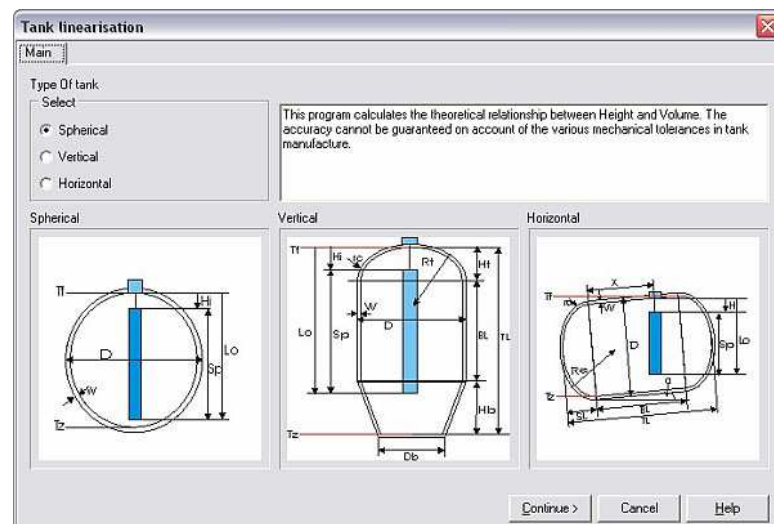 Tank linearisation
Main
Type Of tank
Select
Spherical
Vertical
Horizontal
This program calculates the theoretical relationship between Height and Volume. The
accuracy cannot be guaranteed on account of the various mechanical tolerances in tank
manufacture.
Spherical
Tf
Hi
D
Lo
Sp
W
Tz
Vertical
Tf
Hi
rc
Rt
Ht
W
Lo
Sp
D
BL
TL
Hb
Tz
Db
Horizontal
X
Tf
rc
W
H
D
Sp
Lo
Re
a
Tz
SL
BL
TL
Continue >
Cancel
Help